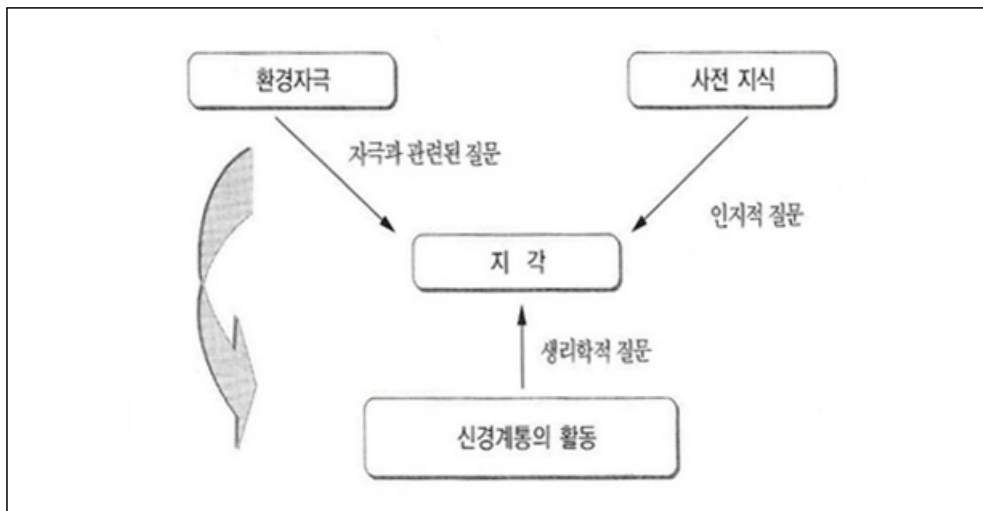 환경자극
사전 지식
자극과 관련된 질문
인지적 질문
지 각
생리학적 질문
신경계통의 활동